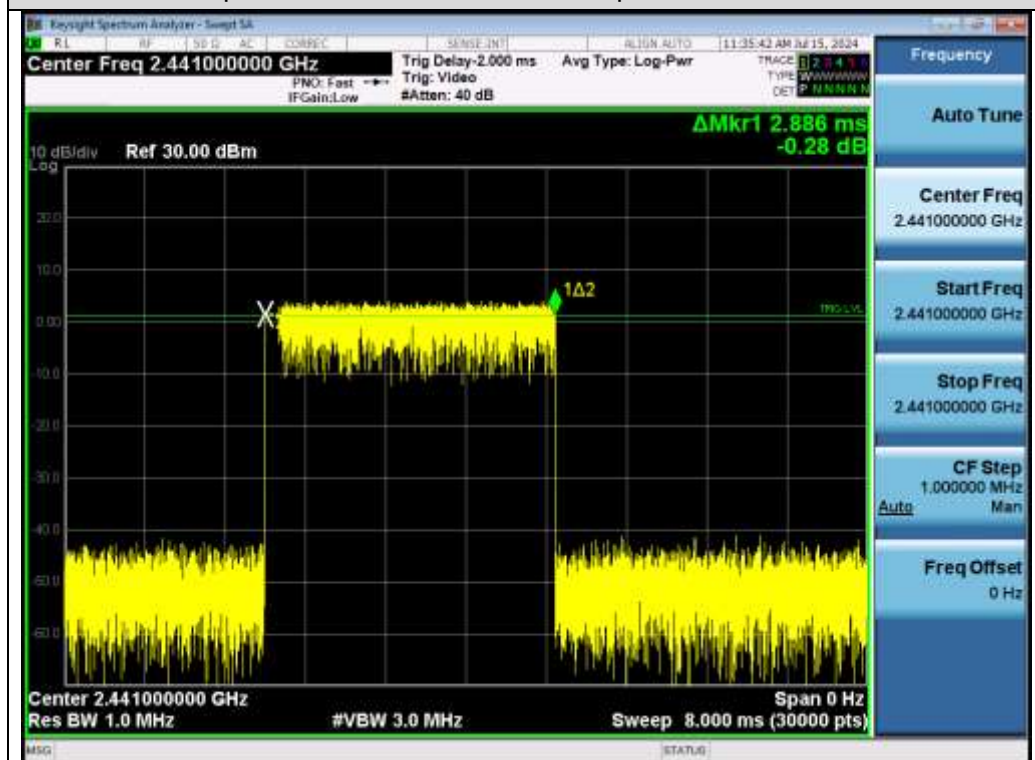 Keysight Spectrum Analyzer - Swept SA
RL RF 50 Ω AC CORREC SENSE:INT ALIGN AUTO 11:35:42 AM Jul 15, 2024
Center Freq 2.441000000 GHz
PNO: Fast
IFGain:Low
Trig Delay-2.000 ms
Trig: Video
#Atten: 40 dB
Avg Type: Log-Pwr
TRACE 1 2 3 4 5 6
TYPE WWWWWW
DET P N N N N N
ΔMkr1 2.886 ms
-0.28 dB
10 dB/div Ref 30.00 dBm
Log
20.0
10.0
0.00
-10.0
-20.0
-30.0
-40.0
-50.0
-60.0
1Δ2
TRIG LVL
Center 2.441000000 GHz Span 0 Hz
Res BW 1.0 MHz #VBW 3.0 MHz Sweep 8.000 ms (30000 pts)
MSG STATUS
Frequency
Auto Tune
Center Freq
2.441000000 GHz
Start Freq
2.441000000 GHz
Stop Freq
2.441000000 GHz
CF Step
1.000000 MHz
Auto Man
Freq Offset
0 Hz